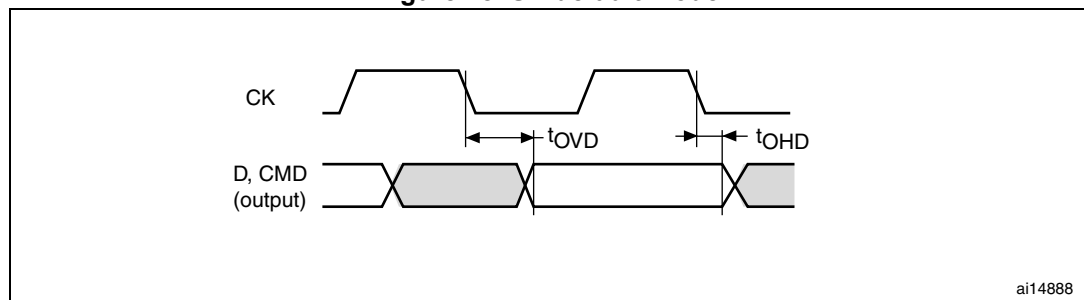 CK
tOVD
tOHD
D, CMD
(output)
ai14888